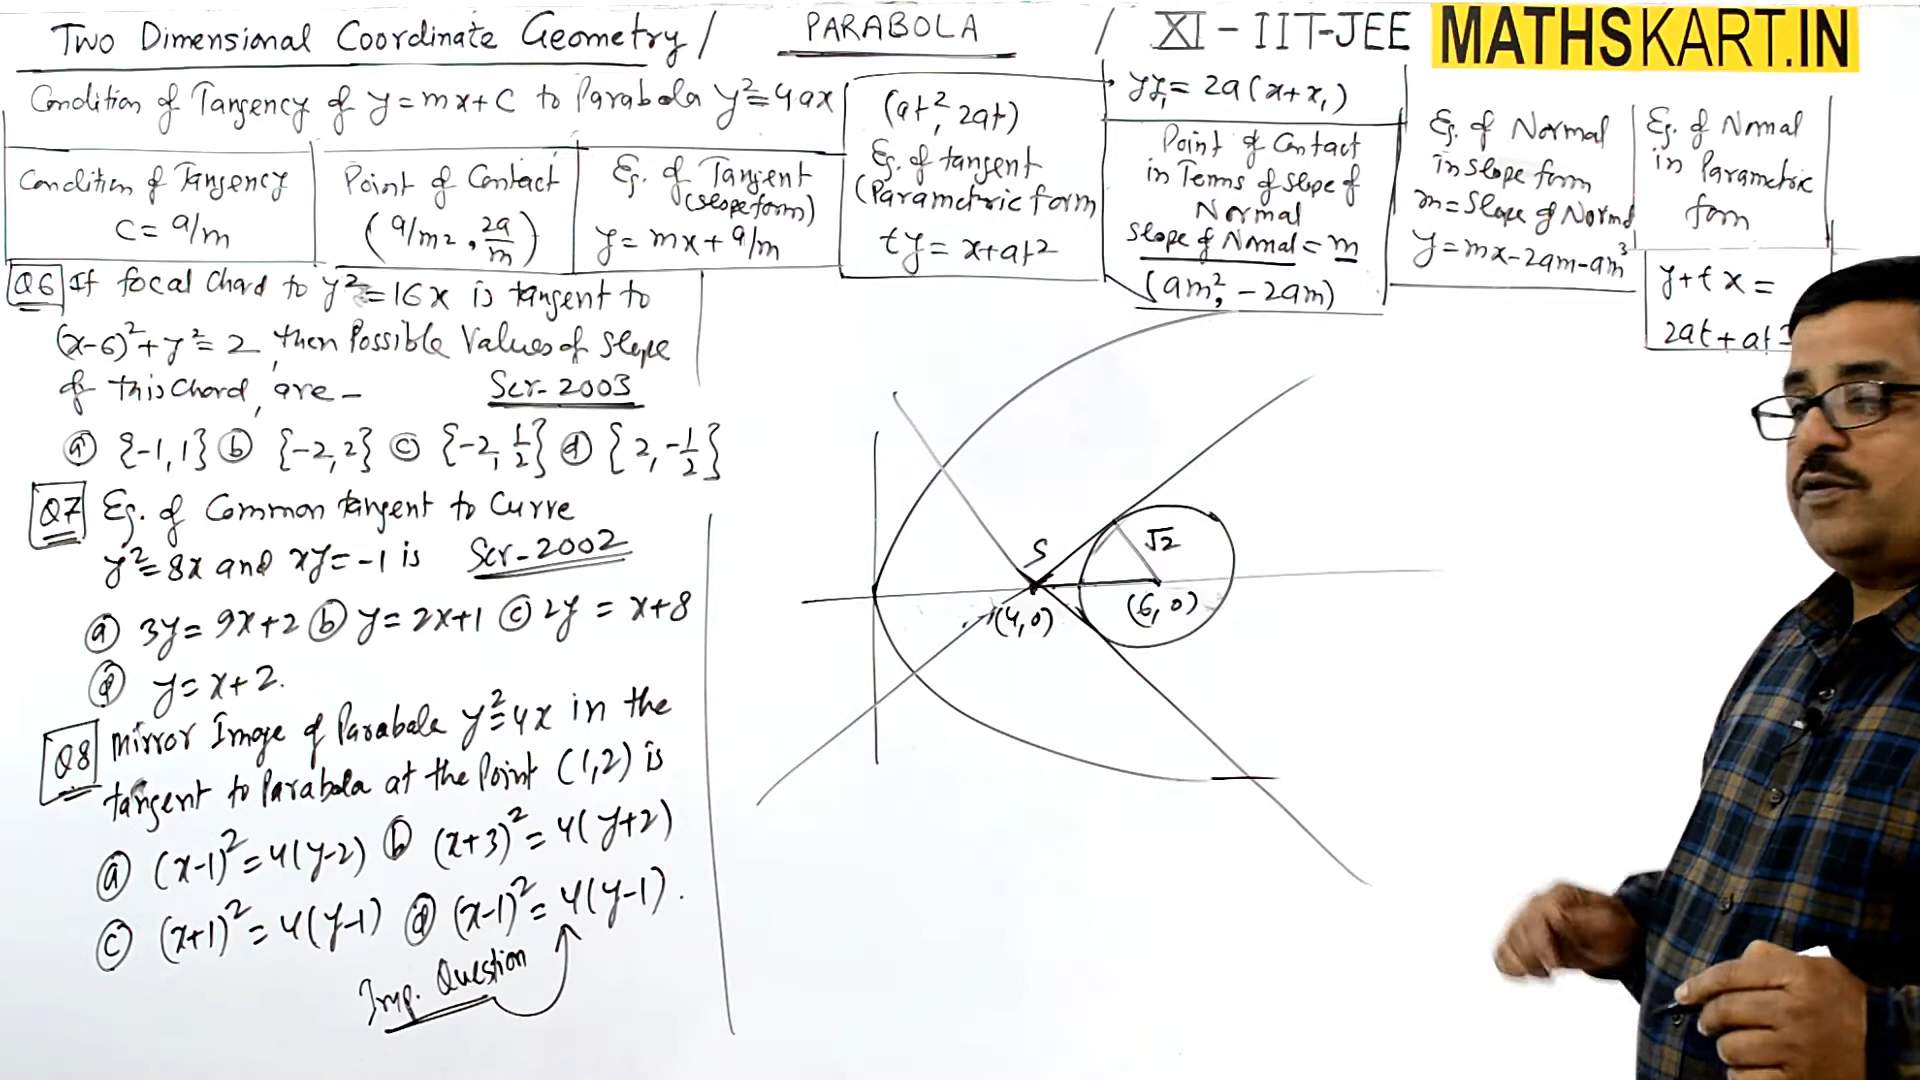 Two Dimensional Coordinate Geometry / PARABOLA / XI - IIT-JEE MATHSKART.IN
Condition of Tangency of y=mx+c to Parabola y²=4ax
Condition of Tangency
c = a/m
Point of Contact
(a/m², 2a/m)
Eq. of Tangent
(slope form)
y = mx + a/m
(at², 2at)
Eq. of tangent
(Parametric form
ty = x+at²
yy₁ = 2a(x+x₁)
Point of Contact
in Terms of slope of
Normal
slope of Normal = m
(am², -2am)
Eq. of Normal
in slope form
m = slope of Normal
y = mx-2am-am³
Eq. of Normal
in Parametric
form
y+tx =
2at+at³
Q6 If focal Chord to y²=16x is tangent to
(x-6)²+y²=2, then Possible Values of slope
of this Chord, are - Scr-2003
(a) {-1,1} (b) {-2,2} (c) {-2, 1/2} (d) {2, -1/2}
Q7 Eq. of Common tangent to Curve
y²=8x and xy=-1 is Scr-2002
(a) 3y=9x+2 (b) y=2x+1 (c) 2y = x+8
(d) y=x+2.
Q8 Mirror Image of Parabola y²=4x in the
tangent to Parabola at the Point (1,2) is
(a) (x-1)²=4(y-2) (b) (x+3)²=4(y+2)
(c) (x+1)²=4(y-1) (d) (x-1)²=4(y-1).
Imp. Question
S
√2
(4,0)
(6,0)